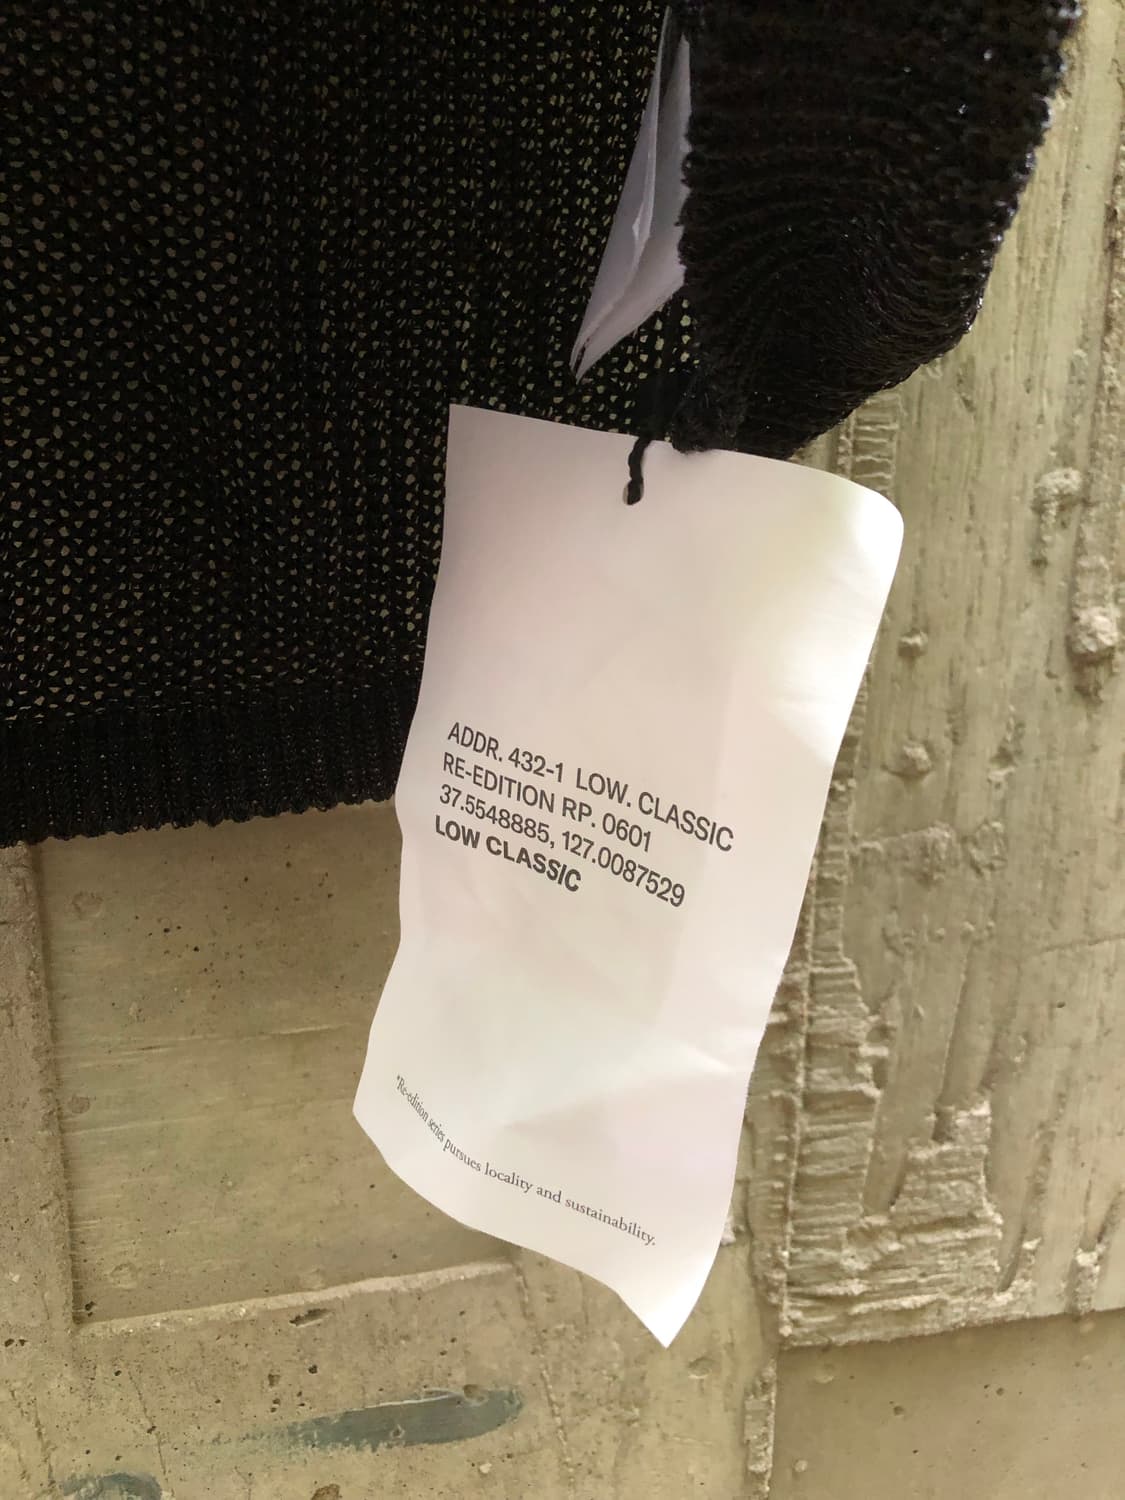 ADDR. 432-1 LOW. CLASSIC
RE-EDITION RP. 0601
37.5548885, 127.0087529
LOW CLASSIC
*Re-edition series pursues locality and sustainability.